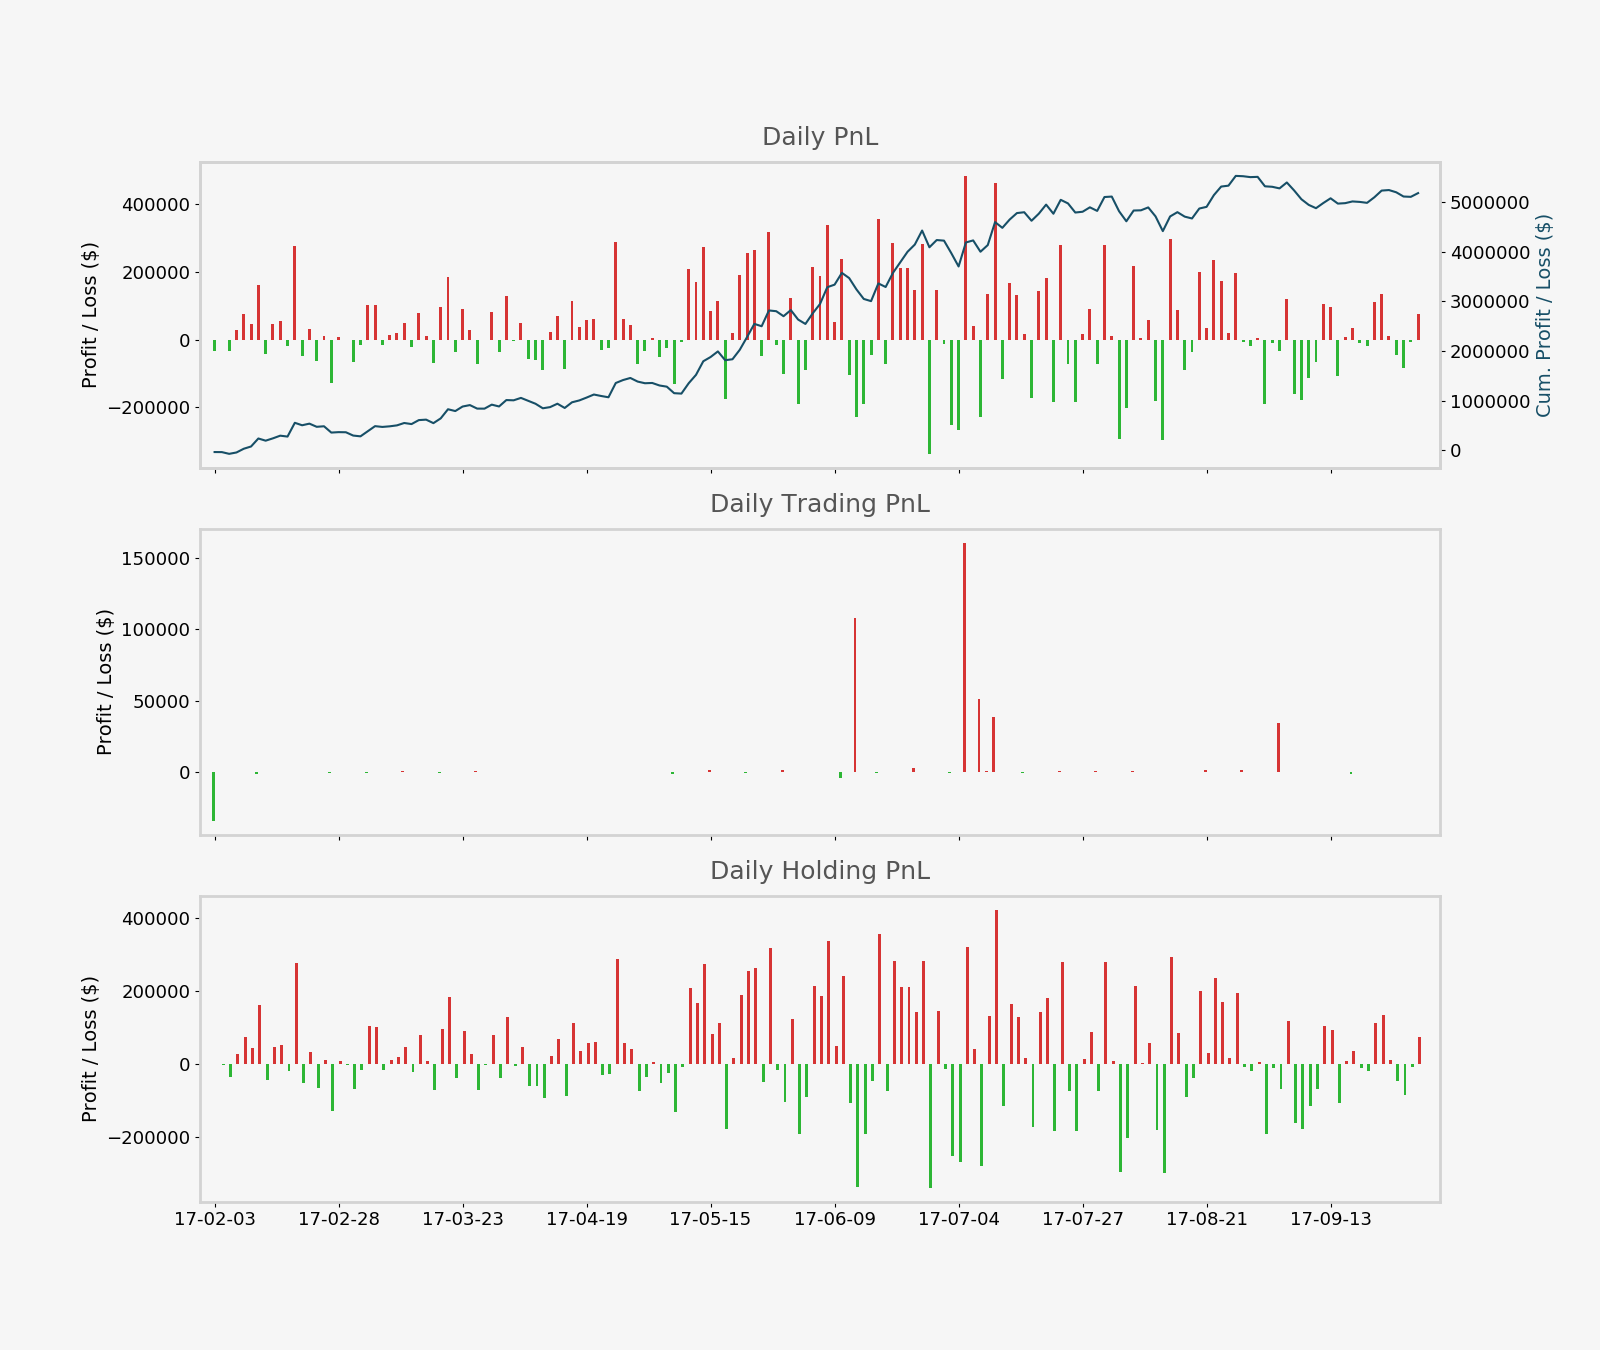 Daily PnL
400000
200000
0
−200000
Profit / Loss ($)
5000000
4000000
3000000
2000000
1000000
0
Cum. Profit / Loss ($)
Daily Trading PnL
150000
100000
50000
0
Profit / Loss ($)
Daily Holding PnL
400000
200000
0
−200000
Profit / Loss ($)
17-02-03 17-02-28 17-03-23 17-04-19 17-05-15 17-06-09 17-07-04 17-07-27 17-08-21 17-09-13